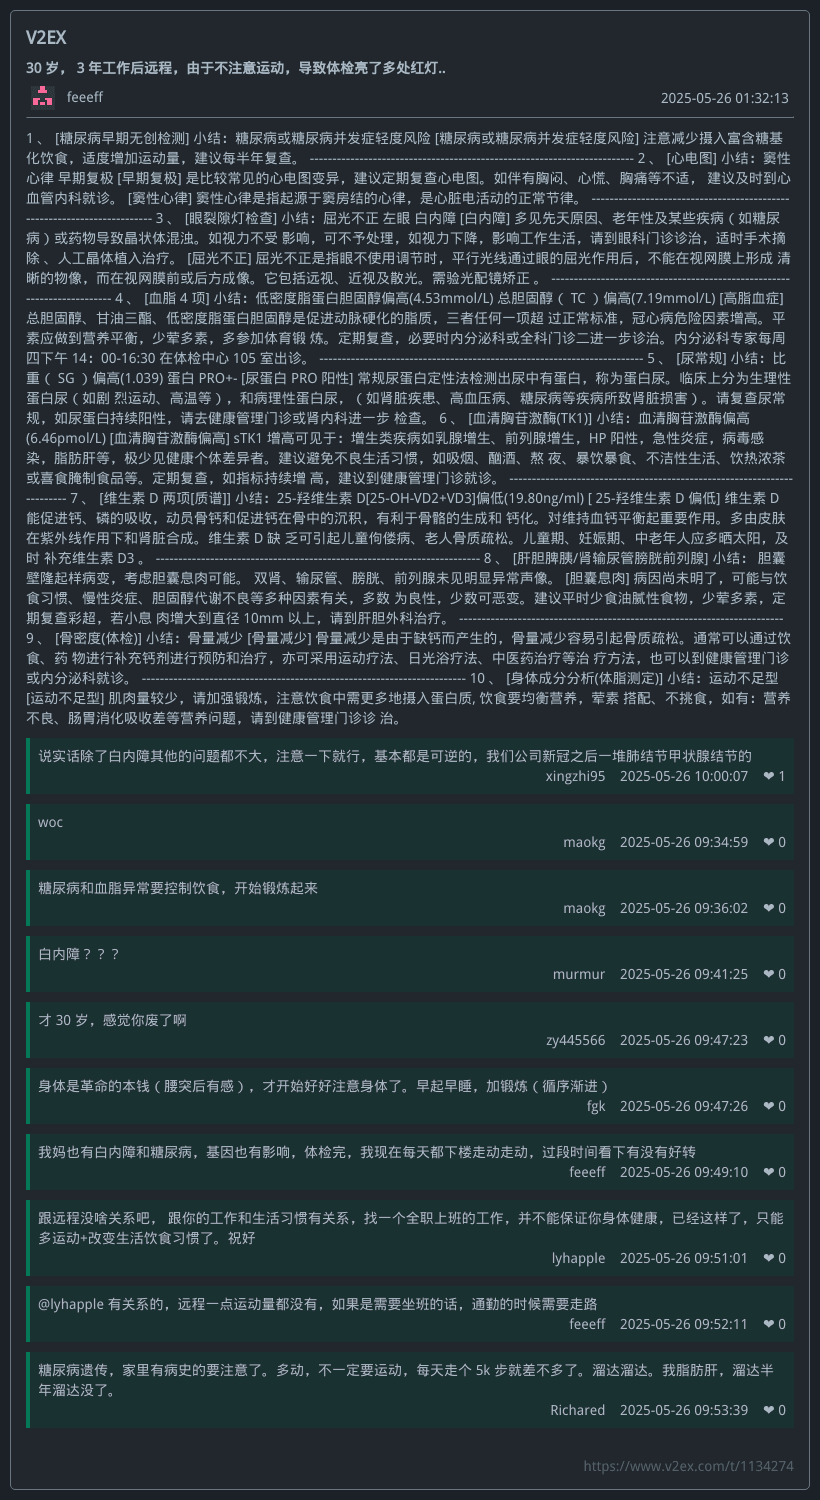 V2EX
30 岁， 3 年工作后远程，由于不注意运动，导致体检亮了多处红灯..
feeeff
2025-05-26 01:32:13
1 、 [糖尿病早期无创检测] 小结：糖尿病或糖尿病并发症轻度风险 [糖尿病或糖尿病并发症轻度风险] 注意减少摄入富含糖基
化饮食，适度增加运动量，建议每半年复查。 ------------------------------------------------------------------------ 2 、 [心电图] 小结：窦性
心律 早期复极 [早期复极] 是比较常见的心电图变异，建议定期复查心电图。如伴有胸闷、心慌、胸痛等不适， 建议及时到心
血管内科就诊。 [窦性心律] 窦性心律是指起源于窦房结的心律，是心脏电活动的正常节律。 --------------------------------------------
---------------------------- 3 、 [眼裂隙灯检查] 小结：屈光不正 左眼 白内障 [白内障] 多见先天原因、老年性及某些疾病（ 如糖尿
病 ）或药物导致晶状体混浊。如视力不受 影响，可不予处理，如视力下降，影响工作生活，请到眼科门诊诊治，适时手术摘
除 、人工晶体植入治疗。 [屈光不正] 屈光不正是指眼不使用调节时，平行光线通过眼的屈光作用后，不能在视网膜上形成 清
晰的物像，而在视网膜前或后方成像。它包括远视、近视及散光。需验光配镜矫正 。 -----------------------------------------------------
------------------- 4 、 [血脂 4 项] 小结：低密度脂蛋白胆固醇偏高(4.53mmol/L) 总胆固醇（ TC ）偏高(7.19mmol/L) [高脂血症]
总胆固醇、甘油三酯、低密度脂蛋白胆固醇是促进动脉硬化的脂质，三者任何一项超 过正常标准，冠心病危险因素增高。平
素应做到营养平衡，少荤多素，多参加体育锻 炼。定期复查，必要时内分泌科或全科门诊二进一步诊治。内分泌科专家每周
四下午 14：00-16:30 在体检中心 105 室出诊。 ------------------------------------------------------------------------ 5 、 [尿常规] 小结：比
重（ SG ）偏高(1.039) 蛋白 PRO+- [尿蛋白 PRO 阳性] 常规尿蛋白定性法检测出尿中有蛋白，称为蛋白尿。临床上分为生理性
蛋白尿（如剧 烈运动、高温等），和病理性蛋白尿，（如肾脏疾患、高血压病、糖尿病等疾病所致肾脏损害）。请复查尿常
规，如尿蛋白持续阳性，请去健康管理门诊或肾内科进一步 检查。 6 、 [血清胸苷激酶(TK1)] 小结：血清胸苷激酶偏高
(6.46pmol/L) [血清胸苷激酶偏高] sTK1 增高可见于：增生类疾病如乳腺增生、前列腺增生，HP 阳性，急性炎症，病毒感
染，脂肪肝等，极少见健康个体差异者。建议避免不良生活习惯，如吸烟、酗酒、熬 夜、暴饮暴食、不洁性生活、饮热浓茶
或喜食腌制食品等。定期复查，如指标持续增 高，建议到健康管理门诊就诊。 ---------------------------------------------------------------
--------- 7 、 [维生素 D 两项[质谱]] 小结：25-羟维生素 D[25-OH-VD2+VD3]偏低(19.80ng/ml) [ 25-羟维生素 D 偏低] 维生素 D
能促进钙、磷的吸收，动员骨钙和促进钙在骨中的沉积，有利于骨骼的生成和 钙化。对维持血钙平衡起重要作用。多由皮肤
在紫外线作用下和肾脏合成。维生素 D 缺 乏可引起儿童佝偻病、老人骨质疏松。儿童期、妊娠期、中老年人应多晒太阳，及
时 补充维生素 D3 。 ------------------------------------------------------------------------ 8 、 [肝胆脾胰/肾输尿管膀胱前列腺] 小结： 胆囊
壁隆起样病变，考虑胆囊息肉可能。 双肾、输尿管、膀胱、前列腺未见明显异常声像。 [胆囊息肉] 病因尚未明了，可能与饮
食习惯、慢性炎症、胆固醇代谢不良等多种因素有关，多数 为良性，少数可恶变。建议平时少食油腻性食物，少荤多素，定
期复查彩超，若小息 肉增大到直径 10mm 以上，请到肝胆外科治疗。 ------------------------------------------------------------------------
9 、 [骨密度(体检)] 小结：骨量减少 [骨量减少] 骨量减少是由于缺钙而产生的，骨量减少容易引起骨质疏松。通常可以通过饮
食、药 物进行补充钙剂进行预防和治疗，亦可采用运动疗法、日光浴疗法、中医药治疗等治 疗方法，也可以到健康管理门诊
或内分泌科就诊。 ------------------------------------------------------------------------ 10 、 [身体成分分析(体脂测定)] 小结：运动不足型
[运动不足型] 肌肉量较少，请加强锻炼，注意饮食中需更多地摄入蛋白质, 饮食要均衡营养，荤素 搭配、不挑食，如有：营养
不良、肠胃消化吸收差等营养问题，请到健康管理门诊诊 治。
说实话除了白内障其他的问题都不大，注意一下就行，基本都是可逆的，我们公司新冠之后一堆肺结节甲状腺结节的
xingzhi95 2025-05-26 10:00:07 ❤ 1
woc
maokg 2025-05-26 09:34:59 ❤ 0
糖尿病和血脂异常要控制饮食，开始锻炼起来
maokg 2025-05-26 09:36:02 ❤ 0
白内障？？？
murmur 2025-05-26 09:41:25 ❤ 0
才 30 岁，感觉你废了啊
zy445566 2025-05-26 09:47:23 ❤ 0
身体是革命的本钱（ 腰突后有感 ），才开始好好注意身体了。早起早睡，加锻炼（ 循序渐进 ）
fgk 2025-05-26 09:47:26 ❤ 0
我妈也有白内障和糖尿病，基因也有影响，体检完，我现在每天都下楼走动走动，过段时间看下有没有好转
feeeff 2025-05-26 09:49:10 ❤ 0
跟远程没啥关系吧， 跟你的工作和生活习惯有关系，找一个全职上班的工作，并不能保证你身体健康，已经这样了，只能
多运动+改变生活饮食习惯了。祝好
lyhapple 2025-05-26 09:51:01 ❤ 0
@lyhapple 有关系的，远程一点运动量都没有，如果是需要坐班的话，通勤的时候需要走路
feeeff 2025-05-26 09:52:11 ❤ 0
糖尿病遗传，家里有病史的要注意了。多动，不一定要运动，每天走个 5k 步就差不多了。溜达溜达。我脂肪肝，溜达半
年溜达没了。
Richared 2025-05-26 09:53:39 ❤ 0
https://www.v2ex.com/t/1134274